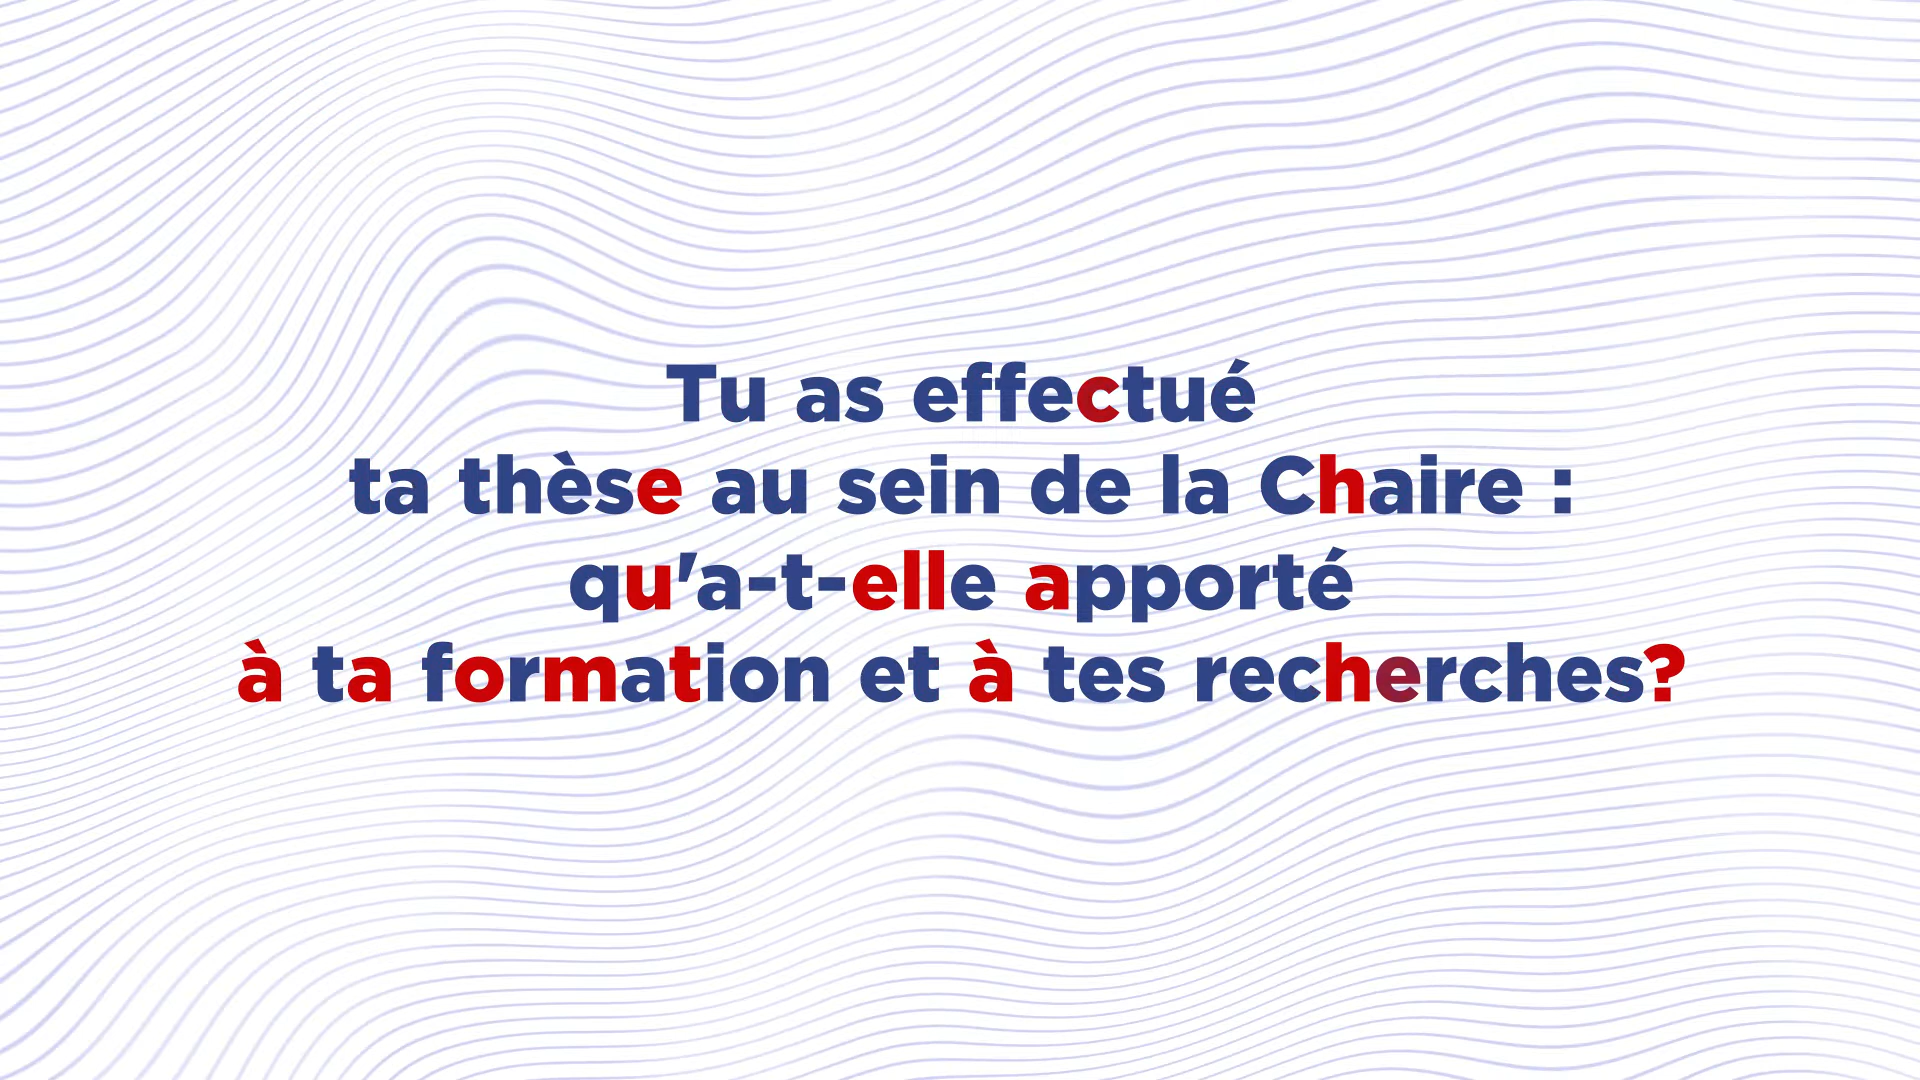 Tu as effectué
ta thèse au sein de la Chaire :
qu'a-t-elle apporté
à ta formation et à tes recherches?